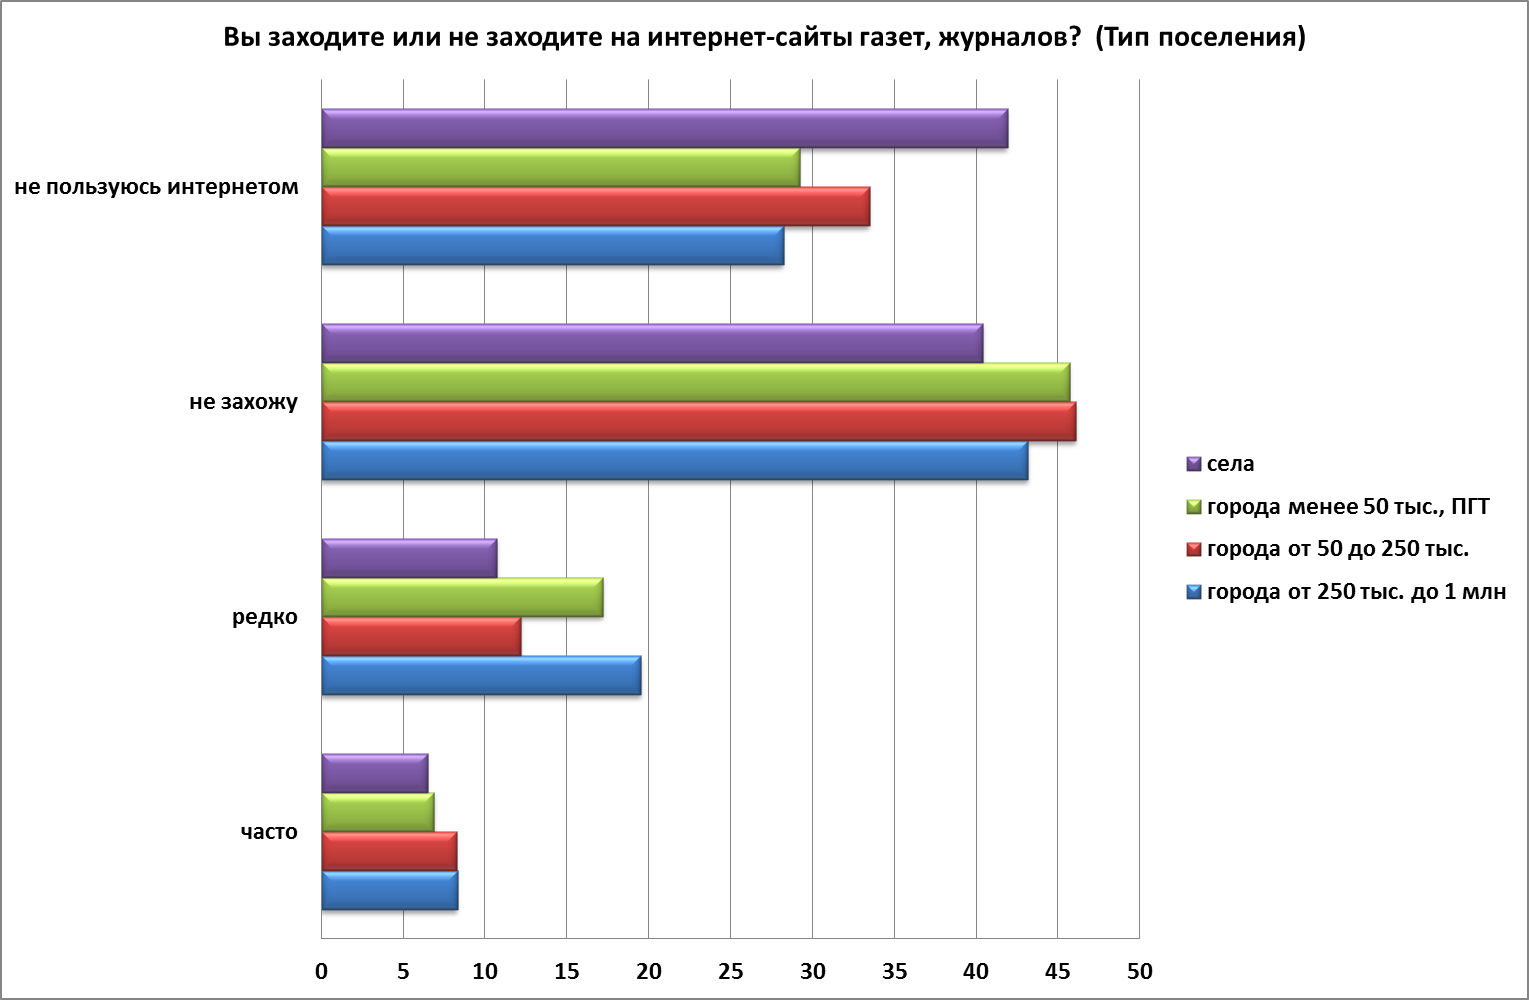 Вы заходите или не заходите на интернет-сайты газет, журналов?  (Тип поселения)
не пользуюсь интернетом
не захожу
редко
часто
села
города менее 50 тыс., ПГТ
города от 50 до 250 тыс.
города от 250 тыс. до 1 млн
0 5 10 15 20 25 30 35 40 45 50